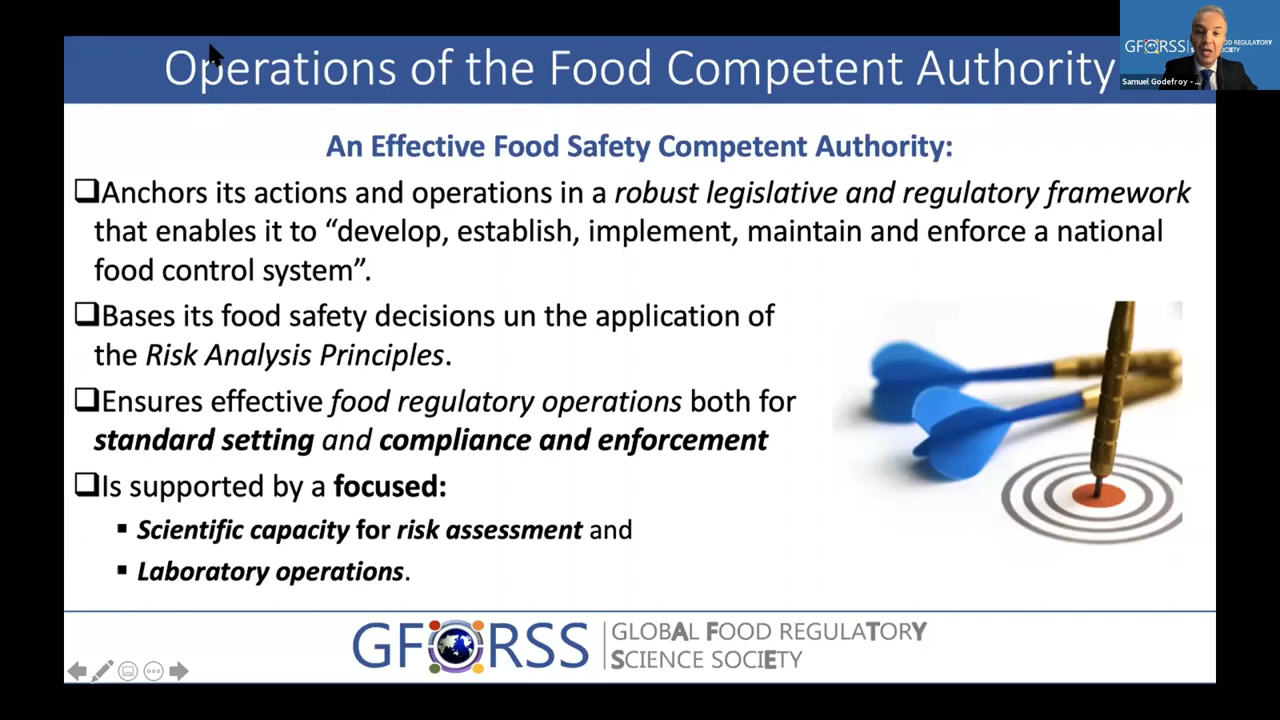 Operations of the Food Competent Authority
GFORSS
FOOD REGULATORY
SOCIETY
Samuel Godefroy - ...
An Effective Food Safety Competent Authority:
❑Anchors its actions and operations in a robust legislative and regulatory framework
that enables it to “develop, establish, implement, maintain and enforce a national
food control system”.
❑Bases its food safety decisions un the application of
the Risk Analysis Principles.
❑Ensures effective food regulatory operations both for
standard setting and compliance and enforcement
❑Is supported by a focused:
▪ Scientific capacity for risk assessment and
▪ Laboratory operations.
GFORSS
GLOBAL FOOD REGULATORY
SCIENCE SOCIETY